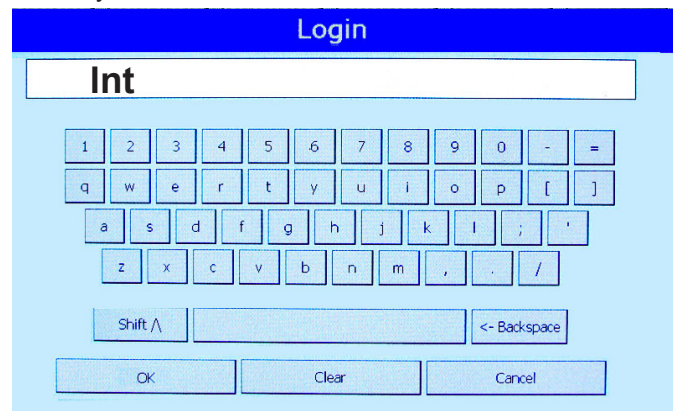 Login
Int
1 2 3 4 5 6 7 8 9 0 - =
q w e r t y u i o p [ ]
a s d f g h j k l ; '
z x c v b n m , . /
Shift /\ <- Backspace
OK Clear Cancel